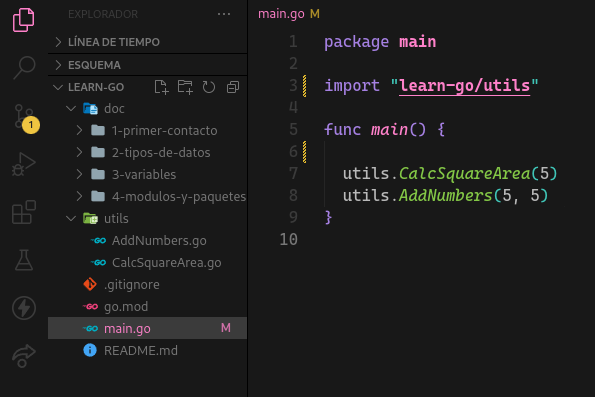 EXPLORADOR ···
LÍNEA DE TIEMPO
ESQUEMA
LEARN-GO
doc
1-primer-contacto
2-tipos-de-datos
3-variables
4-modulos-y-paquetes
utils
AddNumbers.go
CalcSquareArea.go
.gitignore
go.mod
main.go M
README.md
1
main.go M
1 package main
2
3 import "learn-go/utils"
4
5 func main() {
6
7 utils.CalcSquareArea(5)
8 utils.AddNumbers(5, 5)
9 }
10